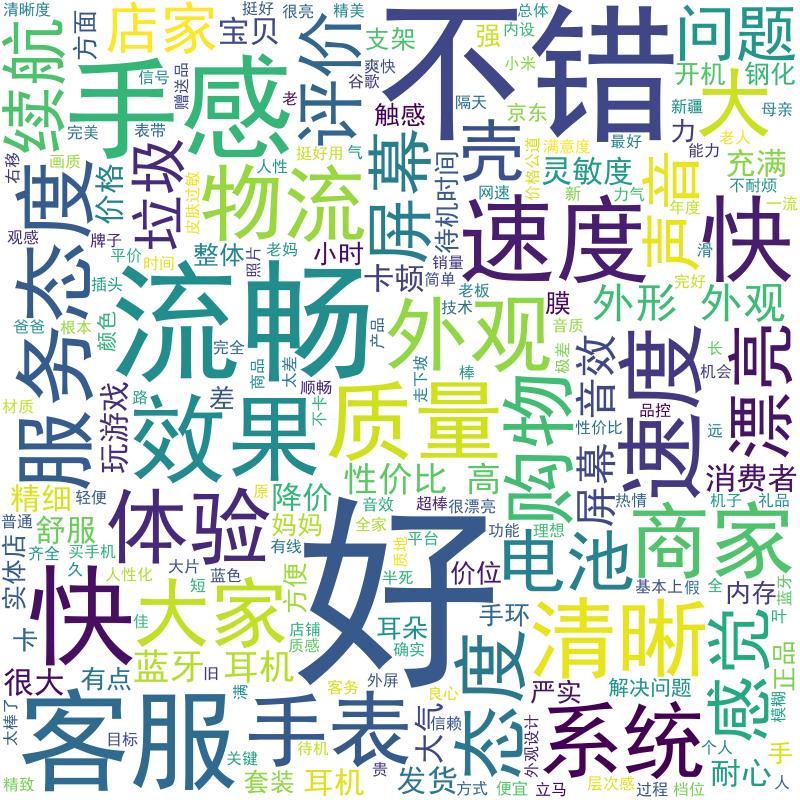 清晰度
方面
店家
宝贝
挺好
很亮
精美
支架
不错
强
总体
内设
小米
问题
续航
手感
信号
赠送品
老
评价
爽快
谷歌
触感
隔天
京东
开机
钢化
大
新疆
母亲
完美
表带
右移
画质
垃圾
人性
挺好用
气
屏幕
壳
价格公道
满意度
最好
力
老人
能力
灵敏度
力气
充满
不耐烦
服务态度
价格
皮肤过敏
物流
待机时间
网速
新
声音
年度
一流
滑
观感
牌子
平价
时间
整体
照片
老妈
小时
卡顿
销量
简单
速度
快
完好
插头
颜色
流畅
技术
老板
膜
外形
外观
爸爸
根本
完全
商品
太差
产品
外观
音质
极差
音效
速度
长
机会
漂亮
材质
玩游戏
路
效果
差
顺畅
不卡
质量
走下坡
棒
购物
性价比
品控
远
屏幕
消费者
精细
轻便
原
降价
音效
性价比
高
超棒
很漂亮
热情
机子
礼品
普通
舒服
体验
妈妈
全家
有线
功能
理想
商家
实体店
齐全
买手机
久
人性化
大片
短
蓝色
方便
质地
平台
半死
好
价位
电池
基本上假
全
内存
蓝牙
卡
快
佳
大家
店铺
质感
耳朵
确实
手环
清晰
感觉
正品
很大
有点
蓝牙
耳机
旧
满
外屏
客务
良心
态度
严实
解决问题
模糊
太棒了
客服
手表
大气
信赖
外观设计
系统
个人
手
目标
关键
待机
贵
耐心
人
精致
套装
耳机
发货
方式
便宜
立马
层次感
过程
档位